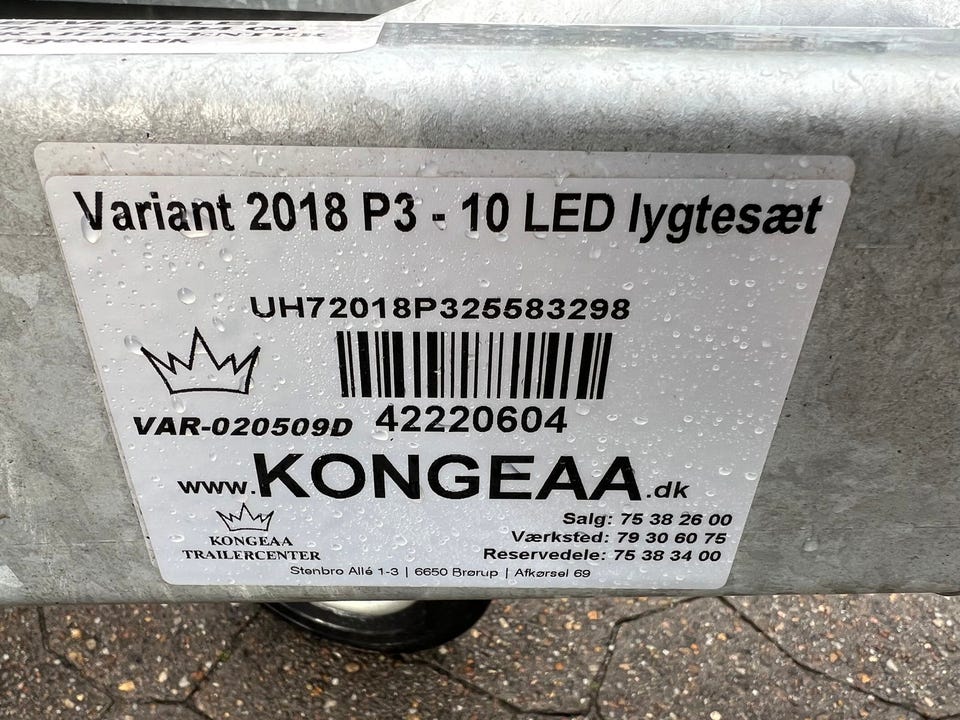 ngeaa.dk
Variant 2018 P3 - 10 LED lygtesæt
UH72018P325583298
VAR-020509D
42220604
www.KONGEAA.dk
KONGEAA
TRAILERCENTER
Salg: 75 38 26 00
Værksted: 79 30 60 75
Reservedele: 75 38 34 00
Stenbro Allé 1-3 | 6650 Brørup | Afkørsel 69